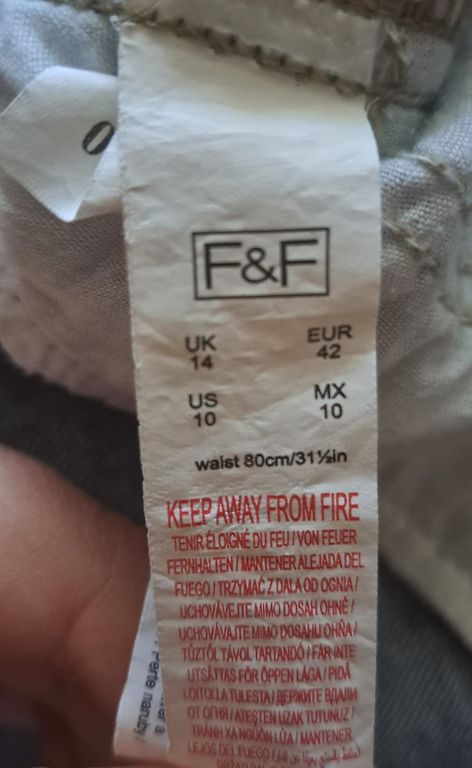 0
F&F
UK
14
EUR
42
US
10
MX
10
waist 80cm/31½in
KEEP AWAY FROM FIRE
TENIR ÉLOIGNÉ DU FEU / VON FEUER
FERNHALTEN / MANTENER ALEJADA DEL
FUEGO / TRZYMAĆ Z DALA OD OGNIA /
UCHOVÁVEJTE MIMO DOSAH OHNĚ /
UCHOVÁVAJTE MIMO DOSAHU OHŇA /
TŰZTŐL TÁVOL TARTANDÓ / FÅR INTE
UTSÄTTAS FÖR ÖPPEN LÅGA / PIDÄ
LOITOLLA TULESTA / ДЕРЖИТЕ ВДАЛИ
ОТ ОГНЯ / ATEŞTEN UZAK TUTUNUZ /
TRÁNH XA NGUỒN LỬA / MANTENER
LEJOS DEL FUEGO /